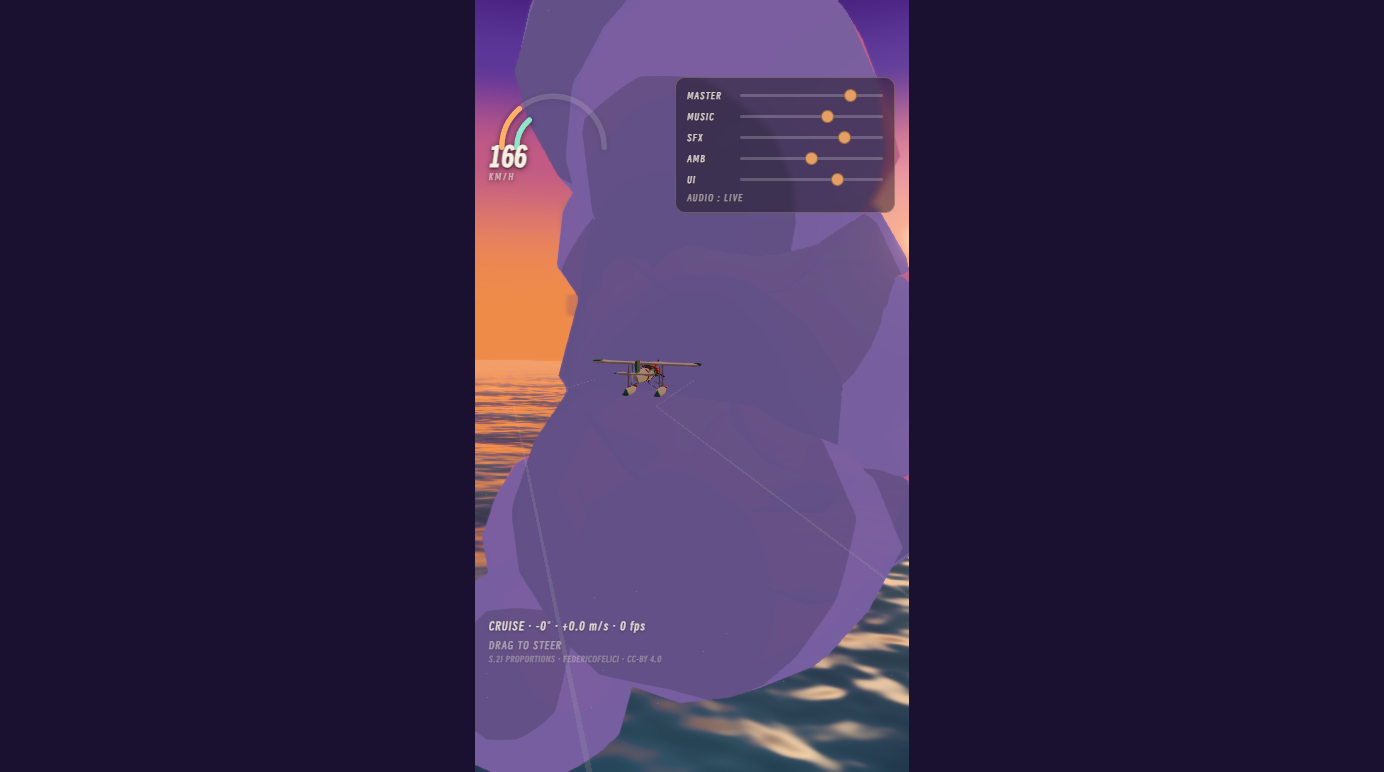 MASTER
MUSIC
SFX
AMB
UI
AUDIO : LIVE
166
KM/H
CRUISE · -0° · +0.0 m/s · 0 fps
DRAG TO STEER
S.21 PROPORTIONS · FEDERICOFELICI · CC-BY 4.0